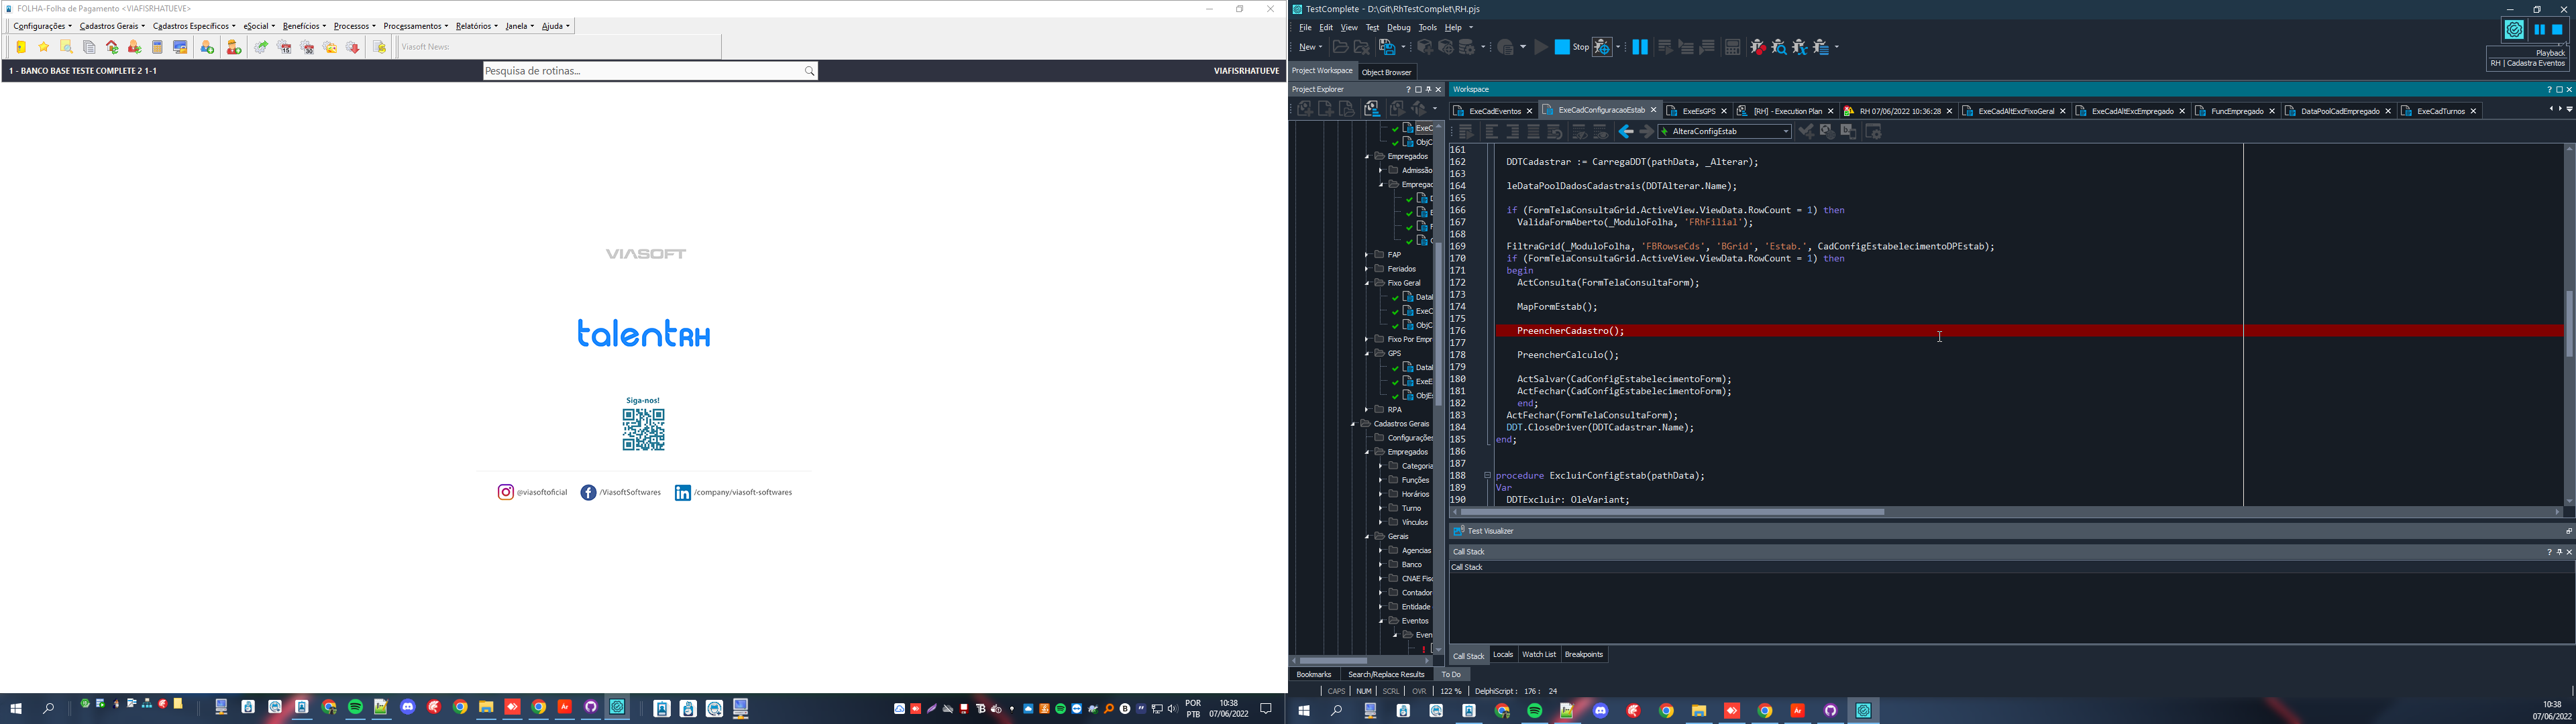 FOLHA-Folha de Pagamento <VIAFISRHATUEVE>
Configurações Cadastros Gerais Cadastros Específicos eSocial Benefícios Processos Processamentos Relatórios Janela Ajuda
Viasoft News:
1 - BANCO BASE TESTE COMPLETE 2 1-1
Pesquisa de rotinas...
VIAFISRHATUEVE
VIASOFT
talentRH
Siga-nos!
@viasoftoficial
/ViasoftSoftwares
/company/viasoft-softwares
POR
PTB
10:38
07/06/2022
TestComplete - D:\Git\RhTestComplet\RH.pjs
File Edit View Test Debug Tools Help
New
Stop
Playback
RH | Cadastra Eventos
Project Workspace Object Browser
Project Explorer
Workspace
ExeC
ObjC
Empregados
Admissão
Empregac
FAP
Feriados
Fixo Geral
Datal
ExeC
ObjC
Fixo Por Empr
GPS
Datal
ExeE
ObjEs
RPA
Cadastros Gerais
Configurações
Empregados
Categoria
Funções
Horários
Turno
Vínculos
Gerais
Agencias
Banco
CNAE Fisc
Contador
Entidade
Eventos
Even
Bookmarks Search/Replace Results To Do
ExeCadEventos ExeCadConfiguracaoEstab ExeEsGPS [RH] - Execution Plan RH 07/06/2022 10:36:28 ExeCadAltExcFixoGeral ExeCadAltExcEmpregado FuncEmpregado DataPoolCadEmpregado ExeCadTurnos
AlteraConfigEstab
161
162 DDTCadastrar := CarregaDDT(pathData, _Alterar);
163
164 leDataPoolDadosCadastrais(DDTAlterar.Name);
165
166 if (FormTelaConsultaGrid.ActiveView.ViewData.RowCount = 1) then
167 ValidaFormAberto(_ModuloFolha, 'FRhFilial');
168
169 FiltraGrid(_ModuloFolha, 'FBRowseCds', 'BGrid', 'Estab.', CadConfigEstabelecimentoDPEstab);
170 if (FormTelaConsultaGrid.ActiveView.ViewData.RowCount = 1) then
171 begin
172 ActConsulta(FormTelaConsultaForm);
173
174 MapFormEstab();
175
176 PreencherCadastro();
177
178 PreencherCalculo();
179
180 ActSalvar(CadConfigEstabelecimentoForm);
181 ActFechar(CadConfigEstabelecimentoForm);
182 end;
183 ActFechar(FormTelaConsultaForm);
184 DDT.CloseDriver(DDTCadastrar.Name);
185 end;
186
187
188 procedure ExcluirConfigEstab(pathData);
189 Var
190 DDTExcluir: OleVariant;
Test Visualizer
Call Stack
Call Stack
Call Stack Locals Watch List Breakpoints
CAPS NUM SCRL OVR 122 % DelphiScript : 176: 24
10:38
07/06/2022